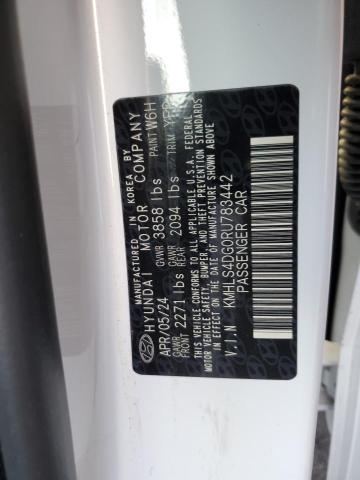 MANUFACTURED IN KOREA BY
HYUNDAI MOTOR COMPANY
APR/05/24 GVWR 3858 lbs PAINT W6H
GAWR FRONT 2271 lbs GAWR REAR 2094 lbs TRIM
THIS VEHICLE CONFORMS TO ALL APPLICABLE U.S.A. FEDERAL
MOTOR VEHICLE SAFETY, BUMPER, AND THEFT PREVENTION STANDARDS
IN EFFECT ON THE DATE OF MANUFACTURE SHOWN ABOVE
V.I.N KMHLS4DG0RU783442
PASSENGER CAR